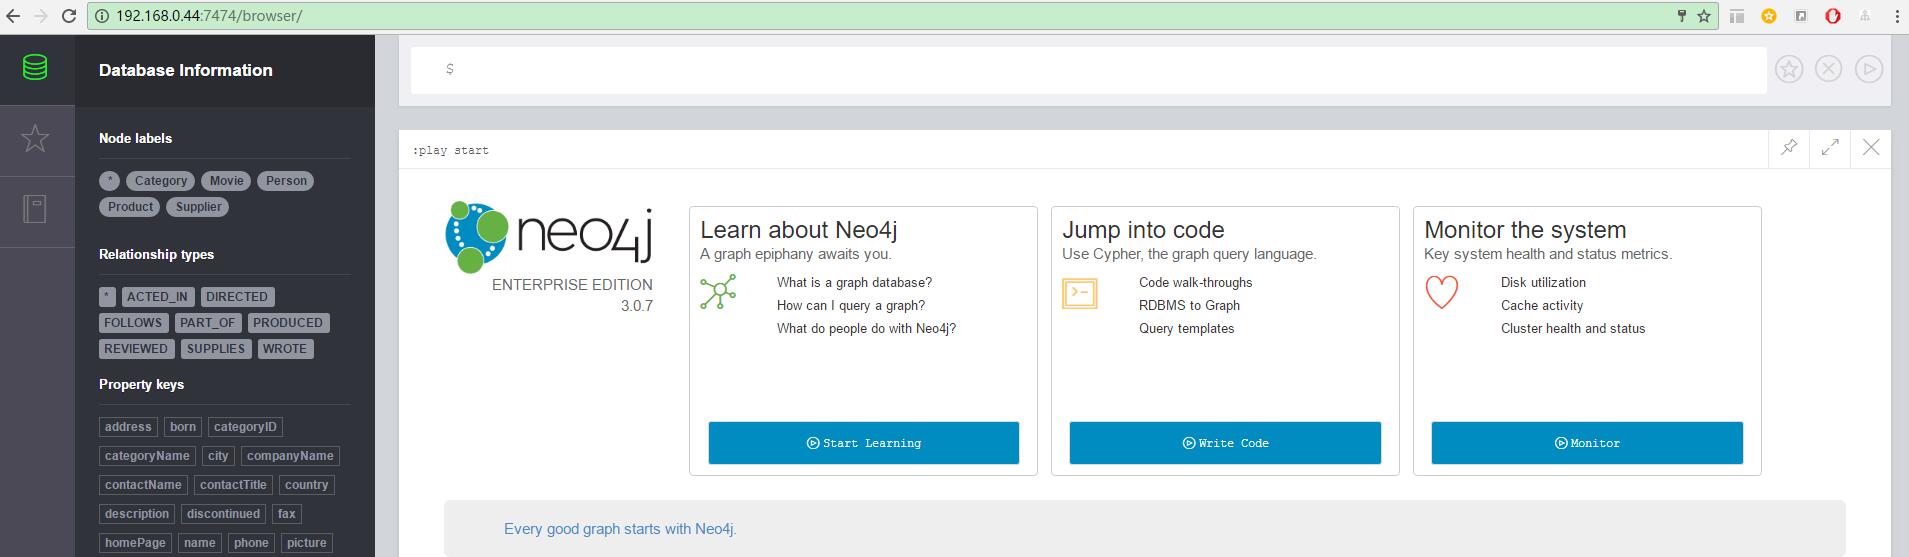 192.168.0.44:7474/browser/
Database Information
Node labels
* Category Movie Person
Product Supplier
Relationship types
* ACTED_IN DIRECTED
FOLLOWS PART_OF PRODUCED
REVIEWED SUPPLIES WROTE
Property keys
address born categoryID
categoryName city companyName
contactName contactTitle country
description discontinued fax
homePage name phone picture
$
:play start
neo4j
ENTERPRISE EDITION
3.0.7
Learn about Neo4j
A graph epiphany awaits you.
What is a graph database?
How can I query a graph?
What do people do with Neo4j?
Start Learning
Jump into code
Use Cypher, the graph query language.
Code walk-throughs
RDBMS to Graph
Query templates
Write Code
Monitor the system
Key system health and status metrics.
Disk utilization
Cache activity
Cluster health and status
Monitor
Every good graph starts with Neo4j.